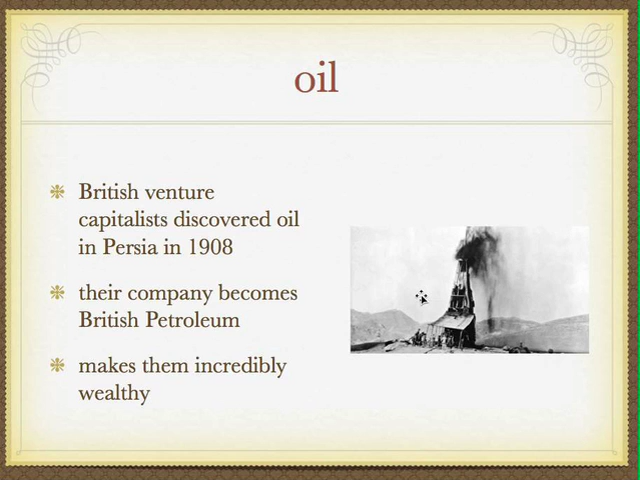 oil
British venture
capitalists discovered oil
in Persia in 1908
their company becomes
British Petroleum
makes them incredibly
wealthy